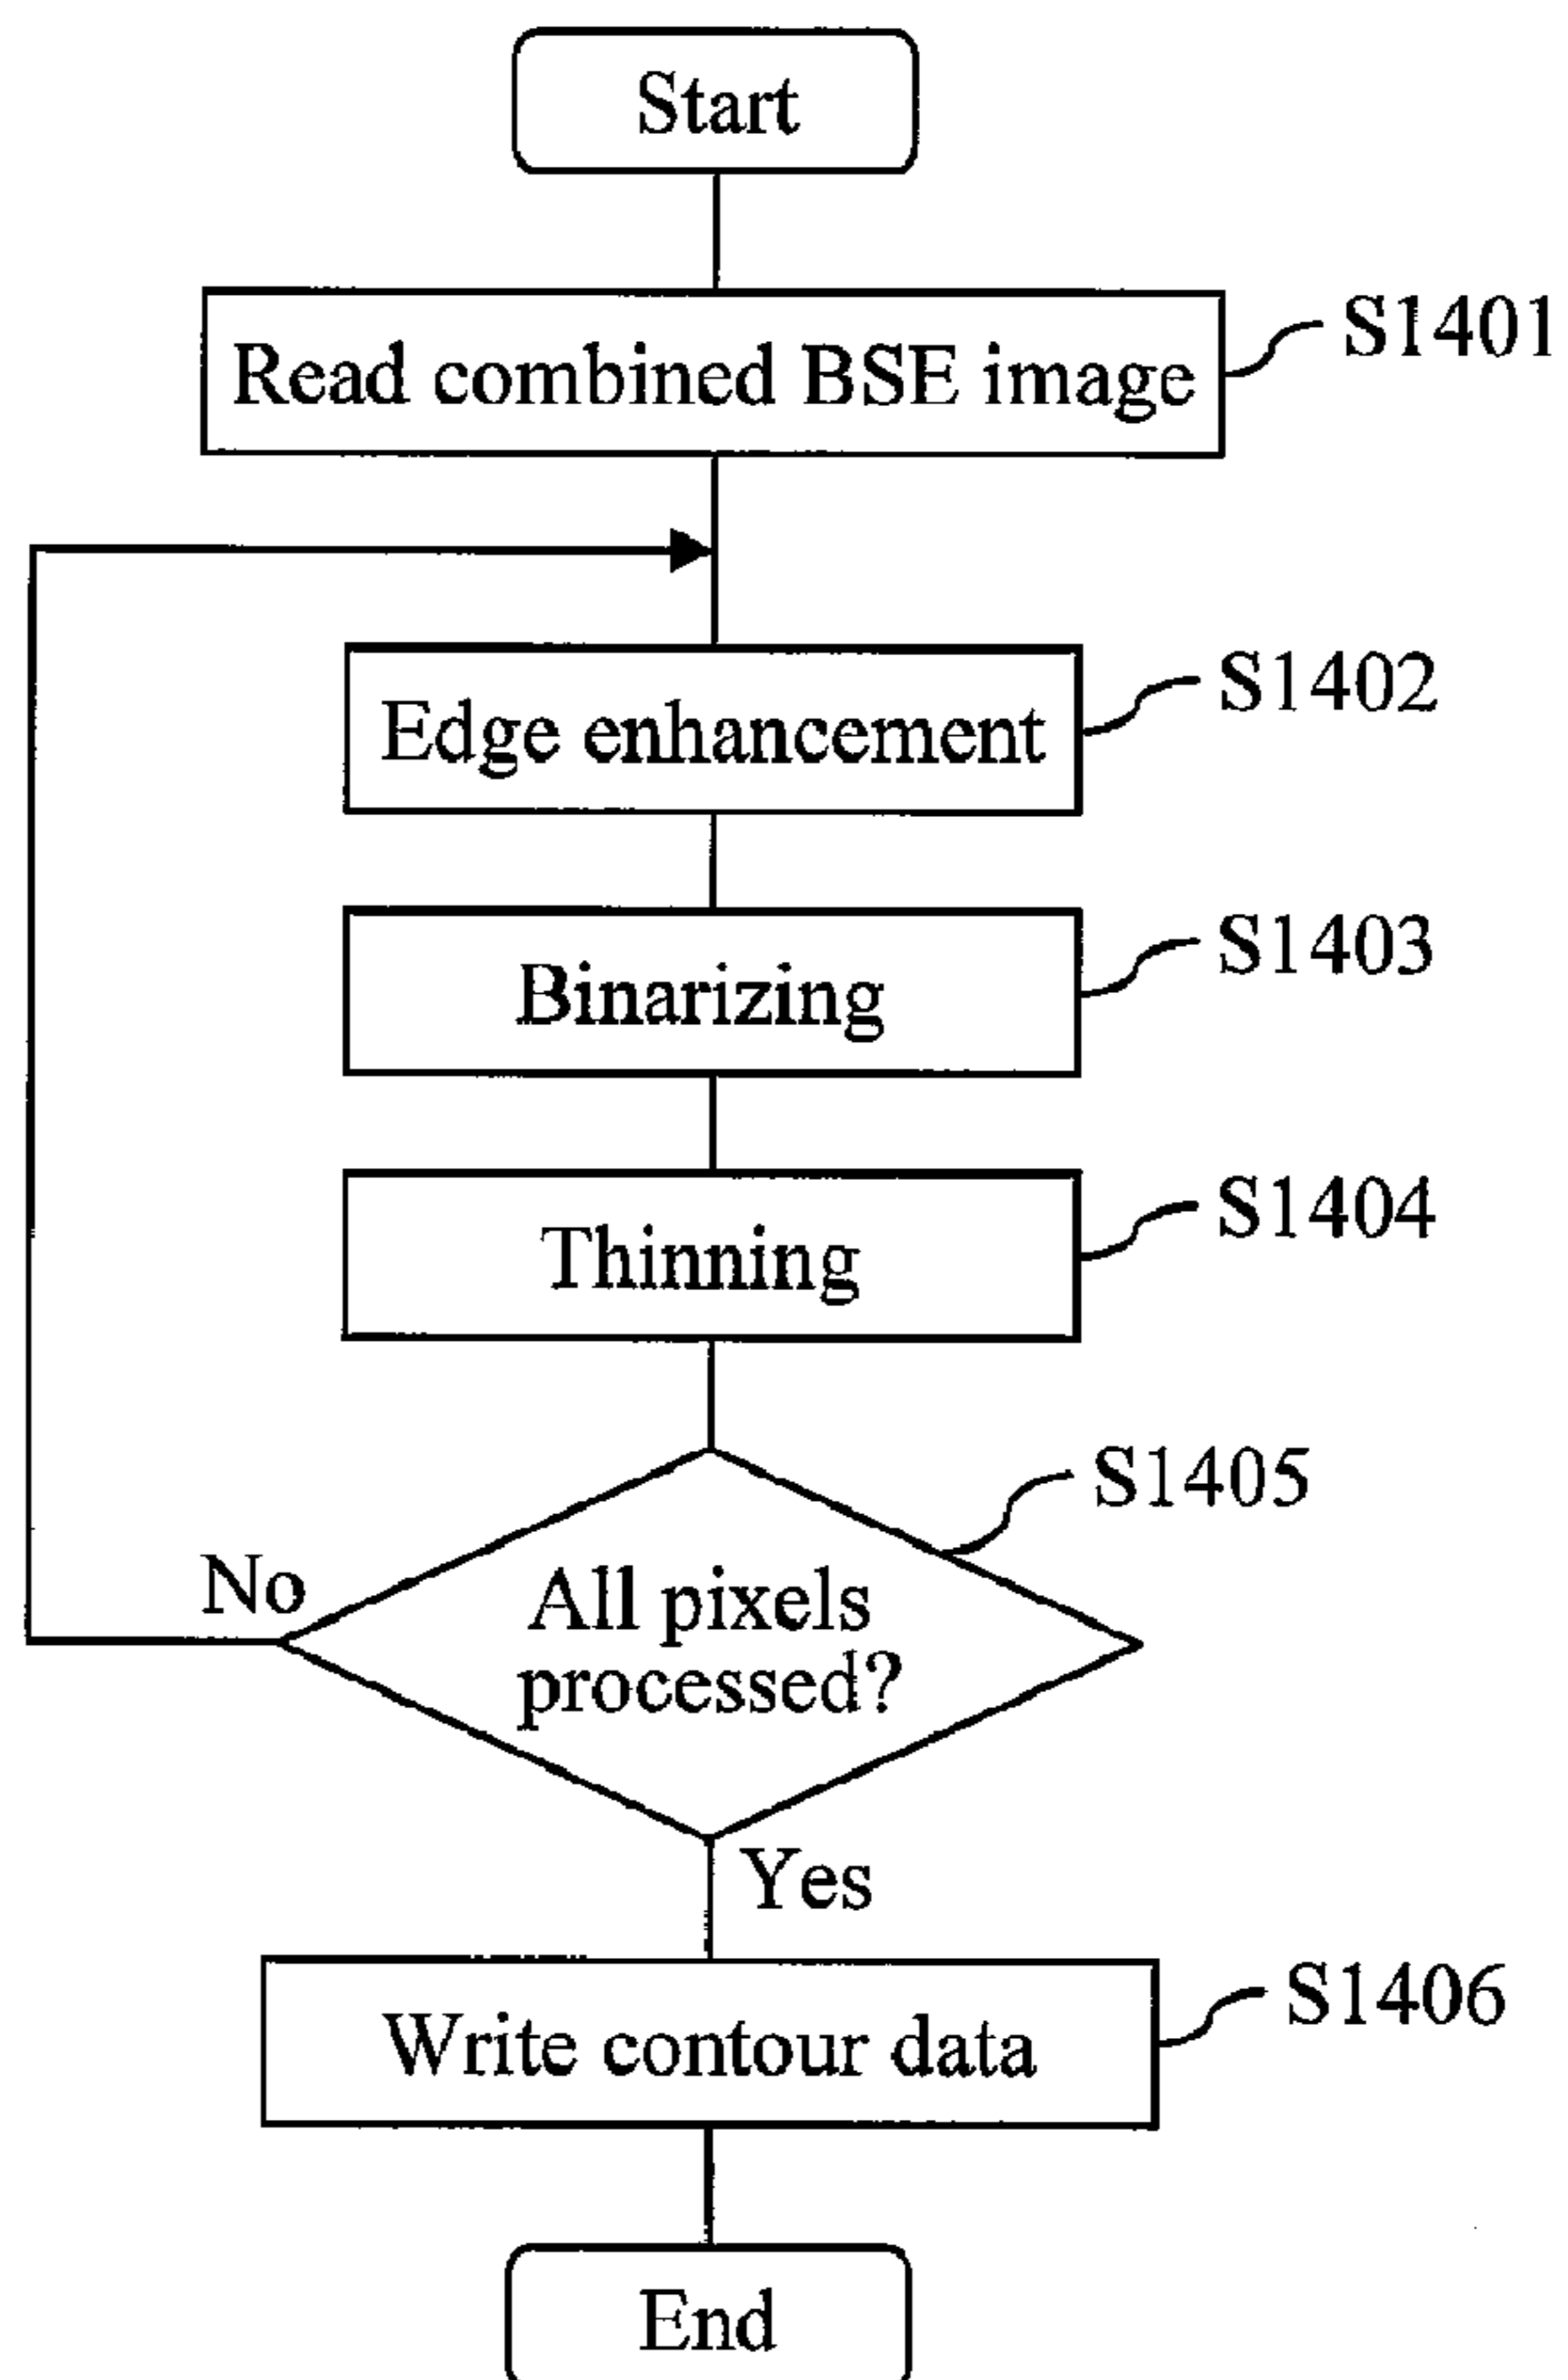 Start
Read combined BSE image
S1401
Edge enhancement
S1402
Binarizing
S1403
Thinning
S1404
S1405
No
All pixels
processed?
Yes
Write contour data
S1406
End